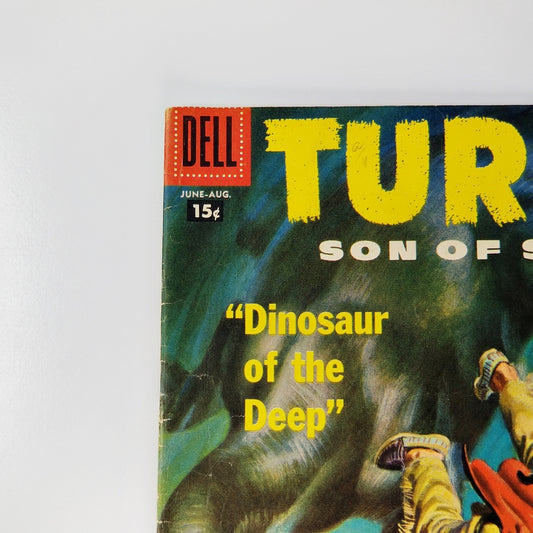 DELL
JUNE-AUG.
15¢
TUR
SON OF S
"Dinosaur
of the
Deep"